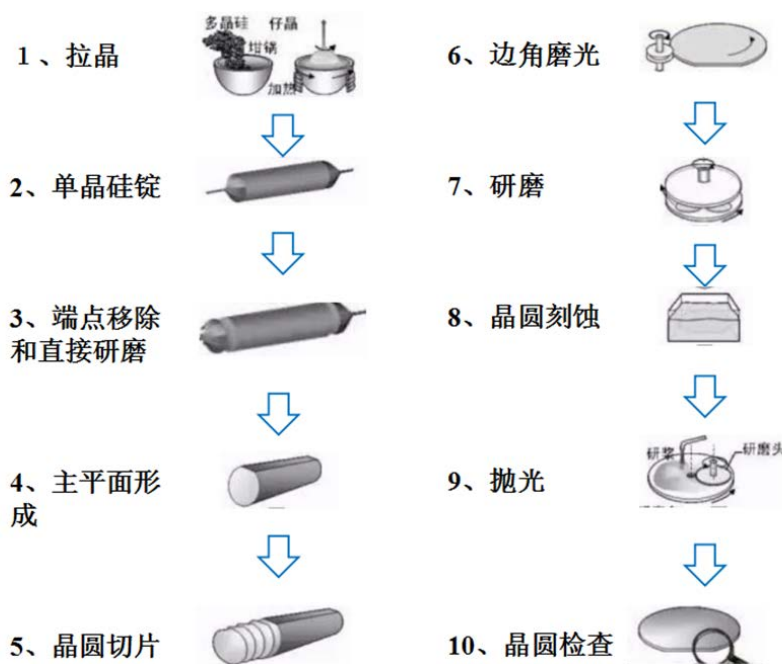 1、拉晶
多晶硅 仔晶
坩锅
加热
2、单晶硅锭
3、端点移除
和直接研磨
4、主平面形
成
5、晶圆切片
6、边角磨光
7、研磨
8、晶圆刻蚀
9、抛光
研浆
研磨头
10、晶圆检查